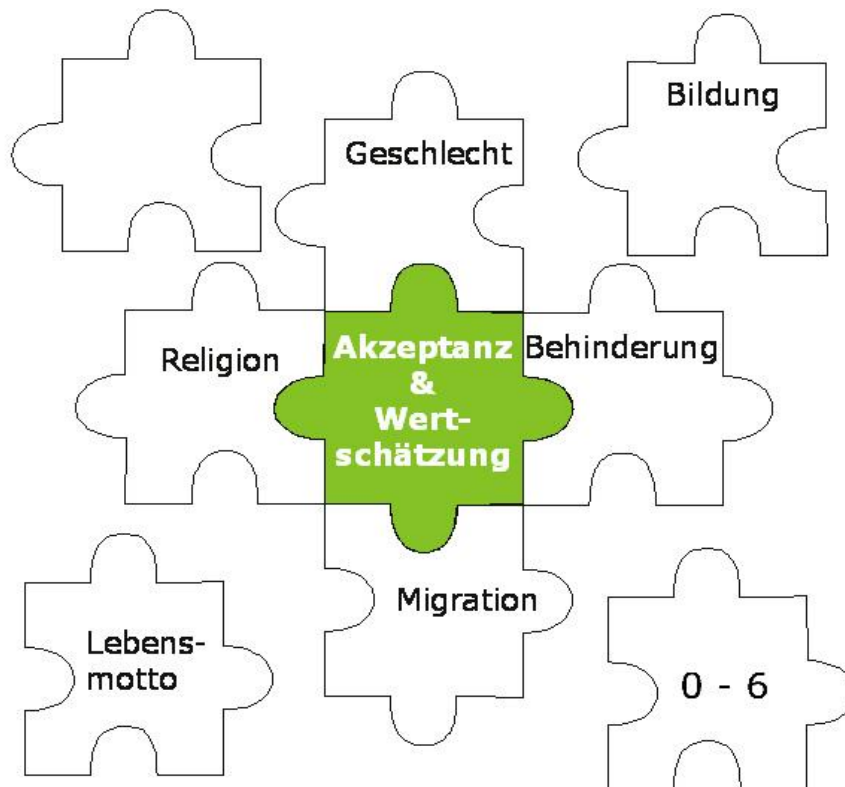 Bildung
Geschlecht
Religion
Akzeptanz
&
Wert-
schätzung
Behinderung
Migration
Lebens-
motto
0 - 6